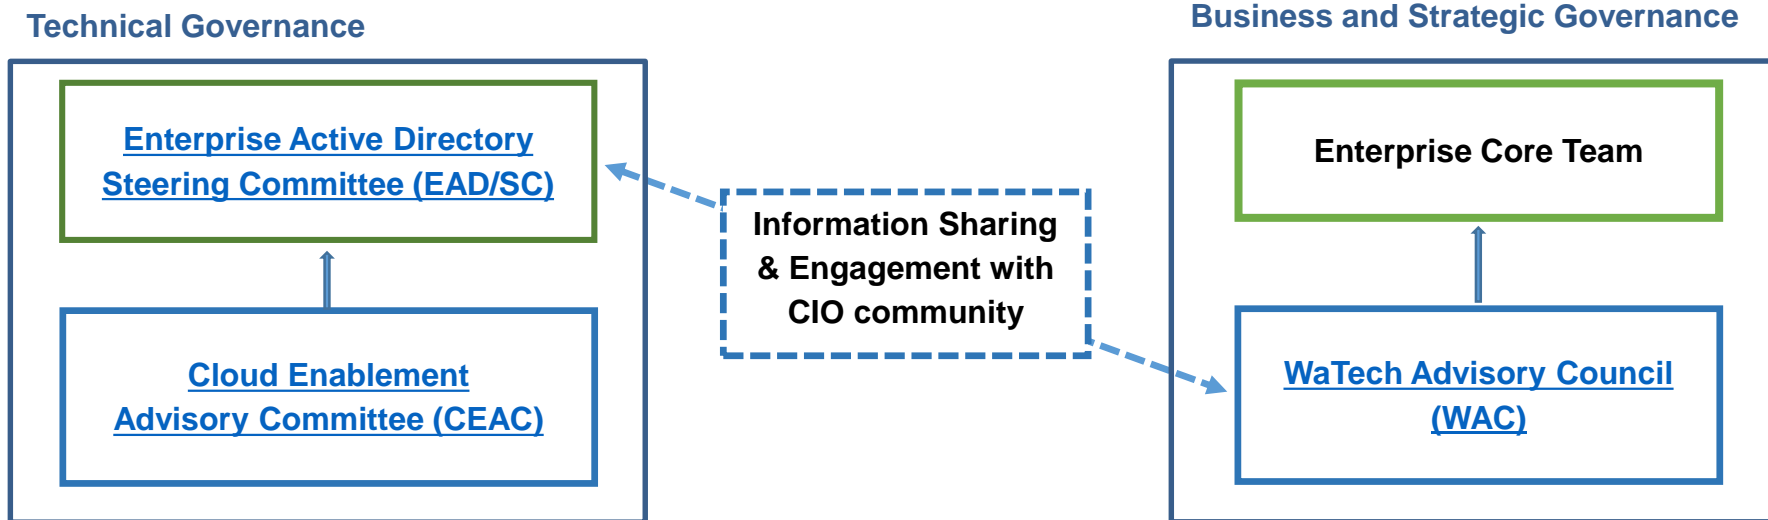 Technical Governance
Enterprise Active Directory
Steering Committee (EAD/SC)
Cloud Enablement
Advisory Committee (CEAC)
Information Sharing
& Engagement with
CIO community
Business and Strategic Governance
Enterprise Core Team
WaTech Advisory Council
(WAC)